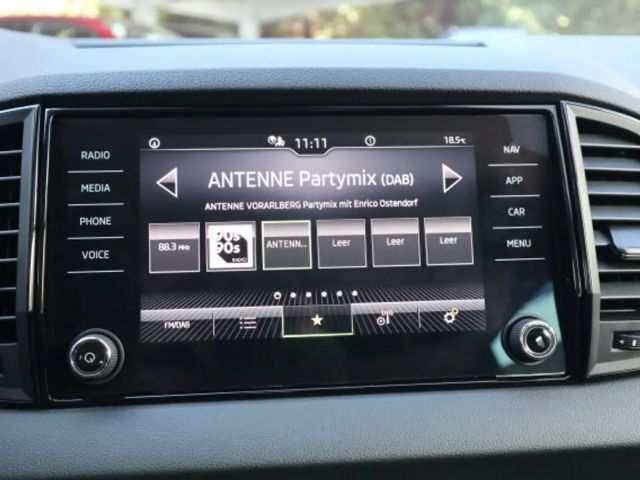 11:11
18.5°C
RADIO
MEDIA
PHONE
VOICE
ANTENNE Partymix (DAB)
ANTENNE VORARLBERG Partymix mit Enrico Ostendorf
88.3 MHz
90s
90s
RADIO
ANTENN...
Leer
Leer
Leer
FM/DAB
NAV
APP
CAR
MENU